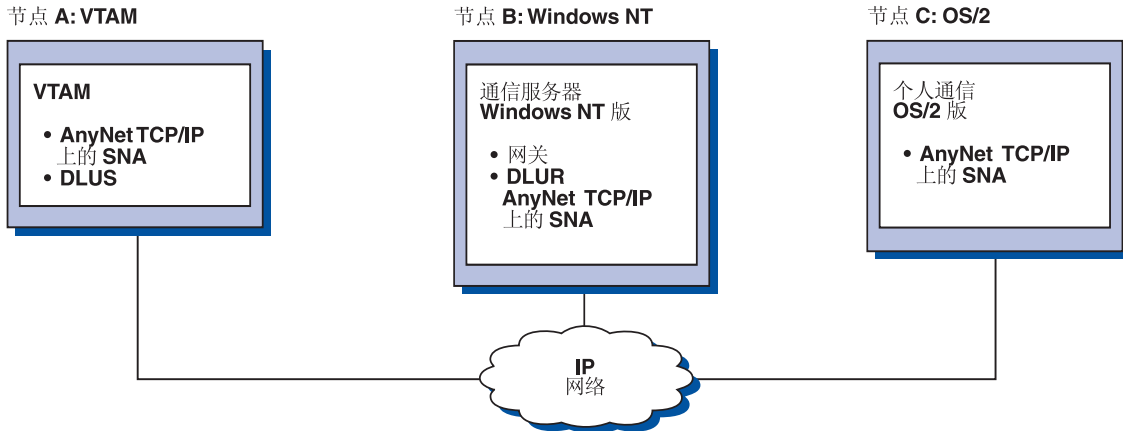 节点 A: VTAM
VTAM
• AnyNet TCP/IP
上的 SNA
• DLUS
节点 B: Windows NT
通信服务器
Windows NT 版
• 网关
• DLUR
AnyNet TCP/IP
上的 SNA
节点 C: OS/2
个人通信
OS/2 版
• AnyNet TCP/IP
上的 SNA
IP
网络